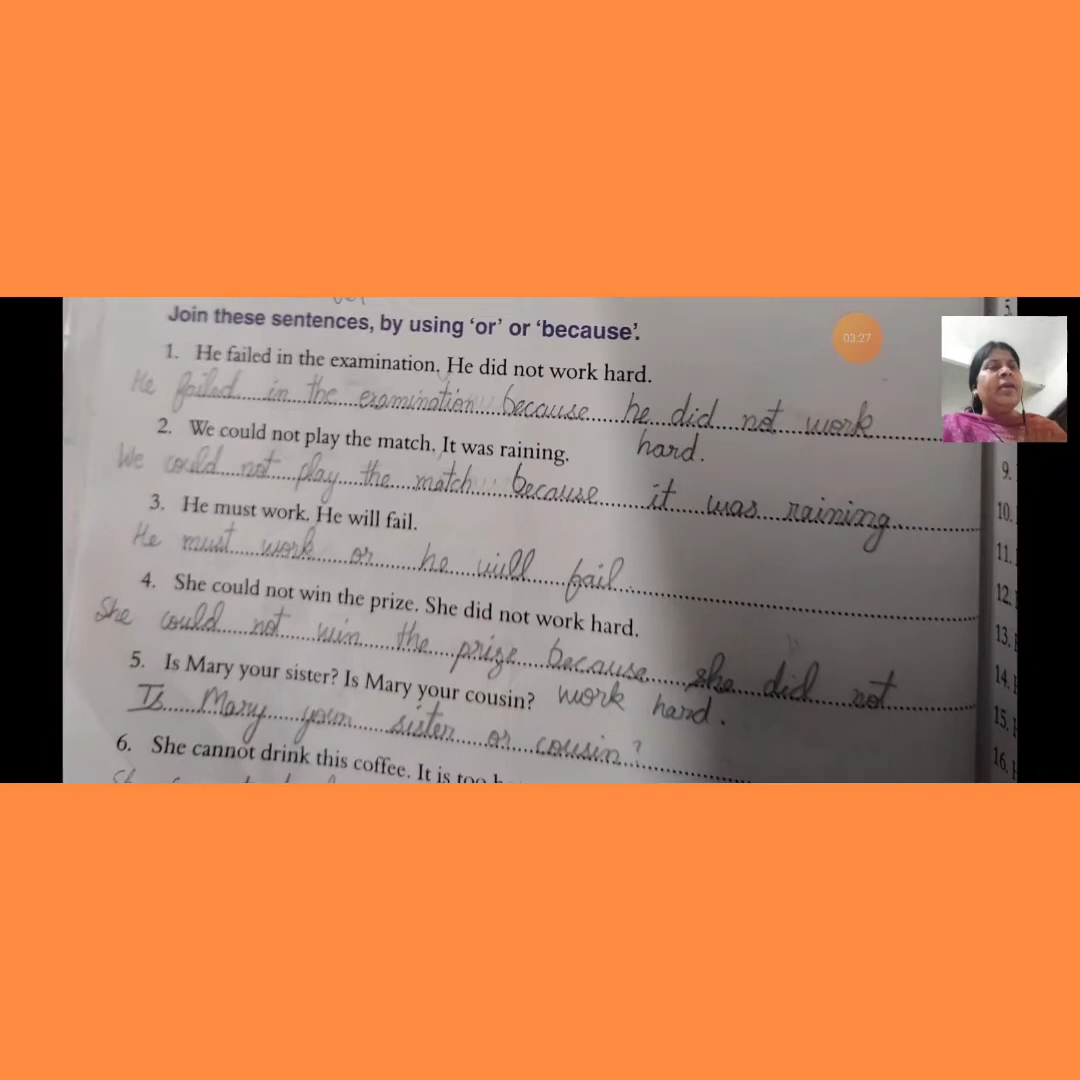 Join these sentences, by using 'or' or 'because'.
1. He failed in the examination. He did not work hard.
He failed in the examination because he did not work
hard.
2. We could not play the match. It was raining.
We could not play the match because it was raining
3. He must work. He will fail.
He must work or he will fail.
4. She could not win the prize. She did not work hard.
She could not win the prize because she did not
work hard.
5. Is Mary your sister? Is Mary your cousin?
Is Mary your sister or cousin?
6. She cannot drink this coffee. It is too
03:27
5.
9.
10.
11.
12.
13.
14.
15.
16.